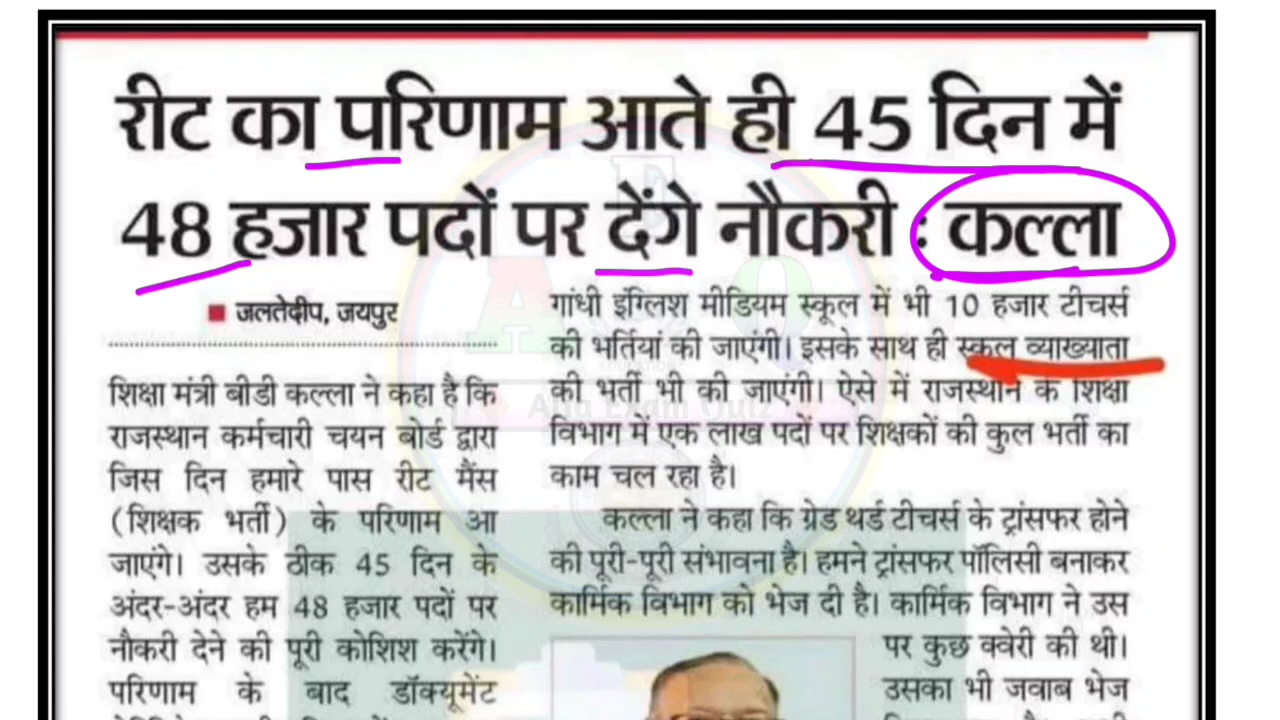 रीट का परिणाम आते ही 45 दिन में
48 हजार पदों पर देंगे नौकरी : कल्ला
■ जलतेदीप, जयपुर
शिक्षा मंत्री बीडी कल्ला ने कहा है कि
राजस्थान कर्मचारी चयन बोर्ड द्वारा
जिस दिन हमारे पास रीट मैंस
(शिक्षक भर्ती) के परिणाम आ
जाएंगे। उसके ठीक 45 दिन के
अंदर-अंदर हम 48 हजार पदों पर
नौकरी देने की पूरी कोशिश करेंगे।
परिणाम के बाद डॉक्यूमेंट
गांधी इंग्लिश मीडियम स्कूल में भी 10 हजार टीचर्स
की भर्तियां की जाएंगी। इसके साथ ही स्कूल व्याख्याता
की भर्ती भी की जाएंगी। ऐसे में राजस्थान के शिक्षा
विभाग में एक लाख पदों पर शिक्षकों की कुल भर्ती का
काम चल रहा है।
कल्ला ने कहा कि ग्रेड थर्ड टीचर्स के ट्रांसफर होने
की पूरी-पूरी संभावना है। हमने ट्रांसफर पॉलिसी बनाकर
कार्मिक विभाग को भेज दी है। कार्मिक विभाग ने उस
पर कुछ क्वेरी की थी।
उसका भी जवाब भेज
Exam Quiz